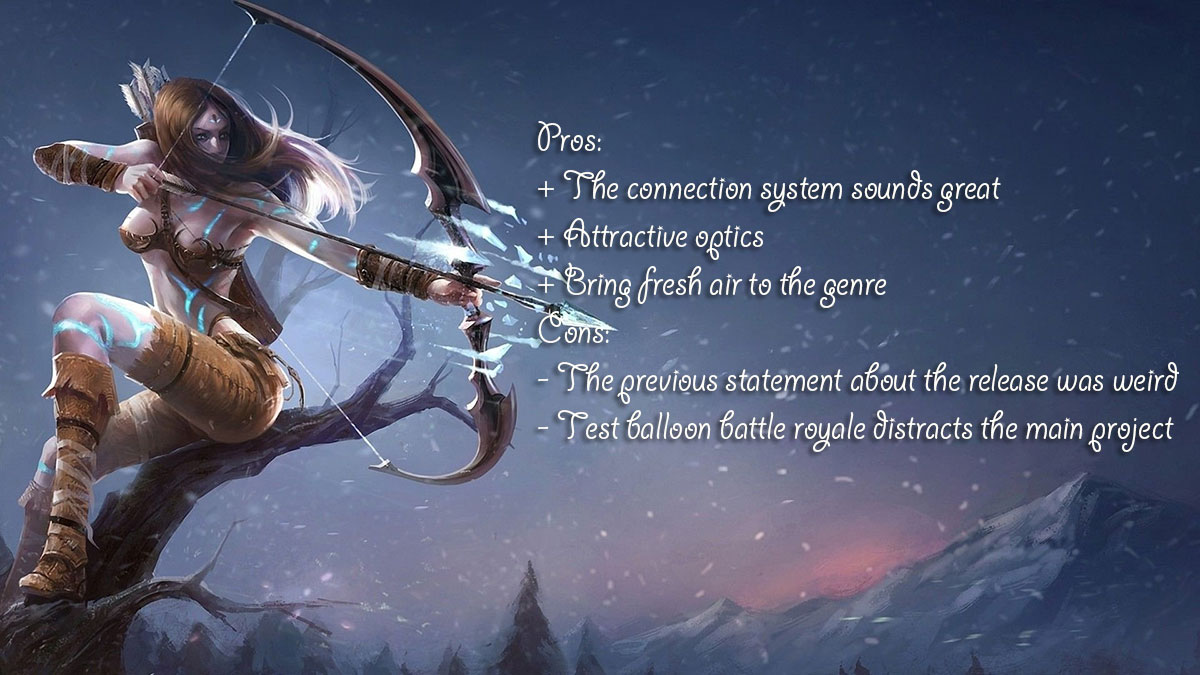 Pros:
+ The connection system sounds great
+ Attractive optics
+ Bring fresh air to the genre
Cons:
- The previous statement about the release was weird
- Test balloon battle royale distracts the main project